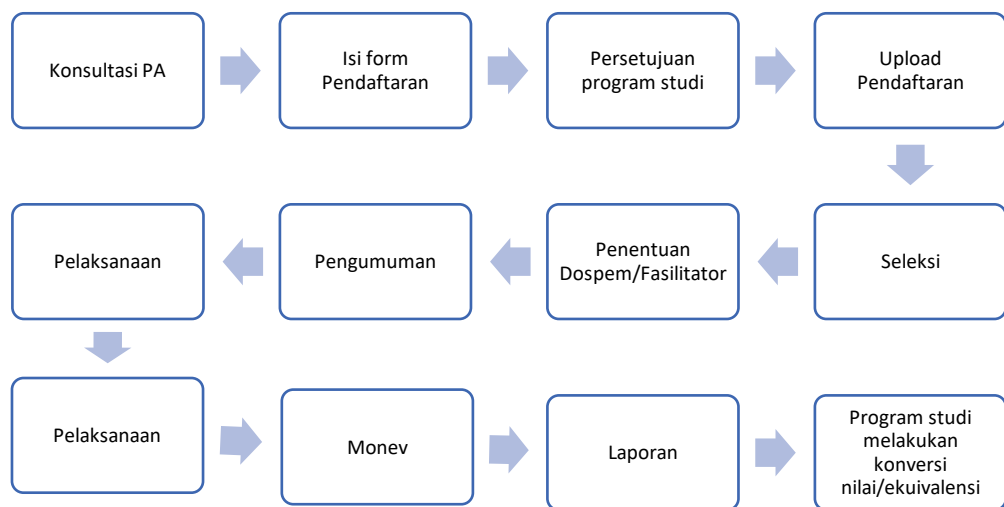 Konsultasi PA
Isi form
Pendaftaran
Persetujuan
program studi
Upload
Pendaftaran
Seleksi
Penentuan
Dospem/Fasilitator
Pengumuman
Pelaksanaan
Pelaksanaan
Monev
Laporan
Program studi
melakukan
konversi
nilai/ekuivalensi